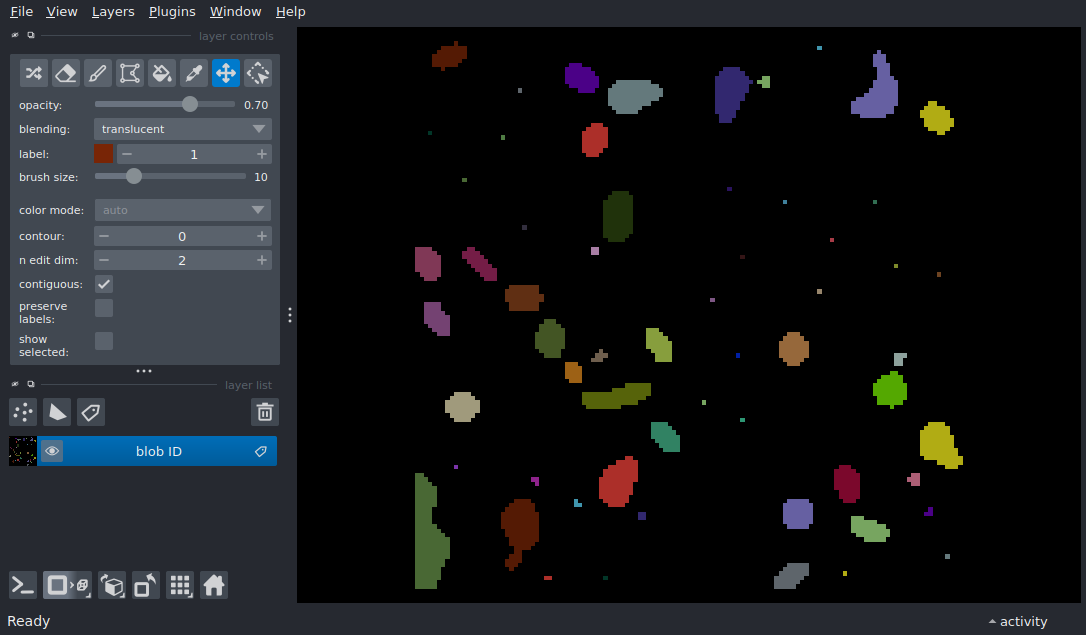 File View Layers Plugins Window Help
layer controls
opacity: 0.70
blending: translucent
label: 1
brush size: 10
color mode: auto
contour: 0
n edit dim: 2
contiguous:
preserve
labels:
show
selected:
layer list
blob ID
Ready
activity